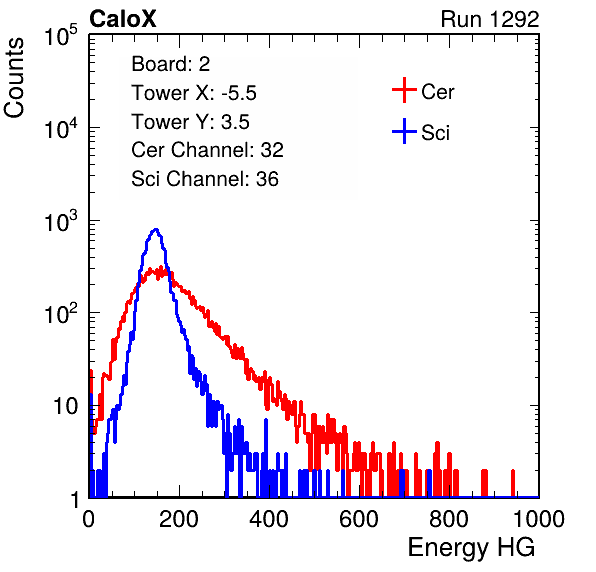 CaloX Run 1292
Counts
Board: 2
Tower X: -5.5
Tower Y: 3.5
Cer Channel: 32
Sci Channel: 36
Cer
Sci
10^5
10^4
10^3
10^2
10
1
0 200 400 600 800 1000
Energy HG